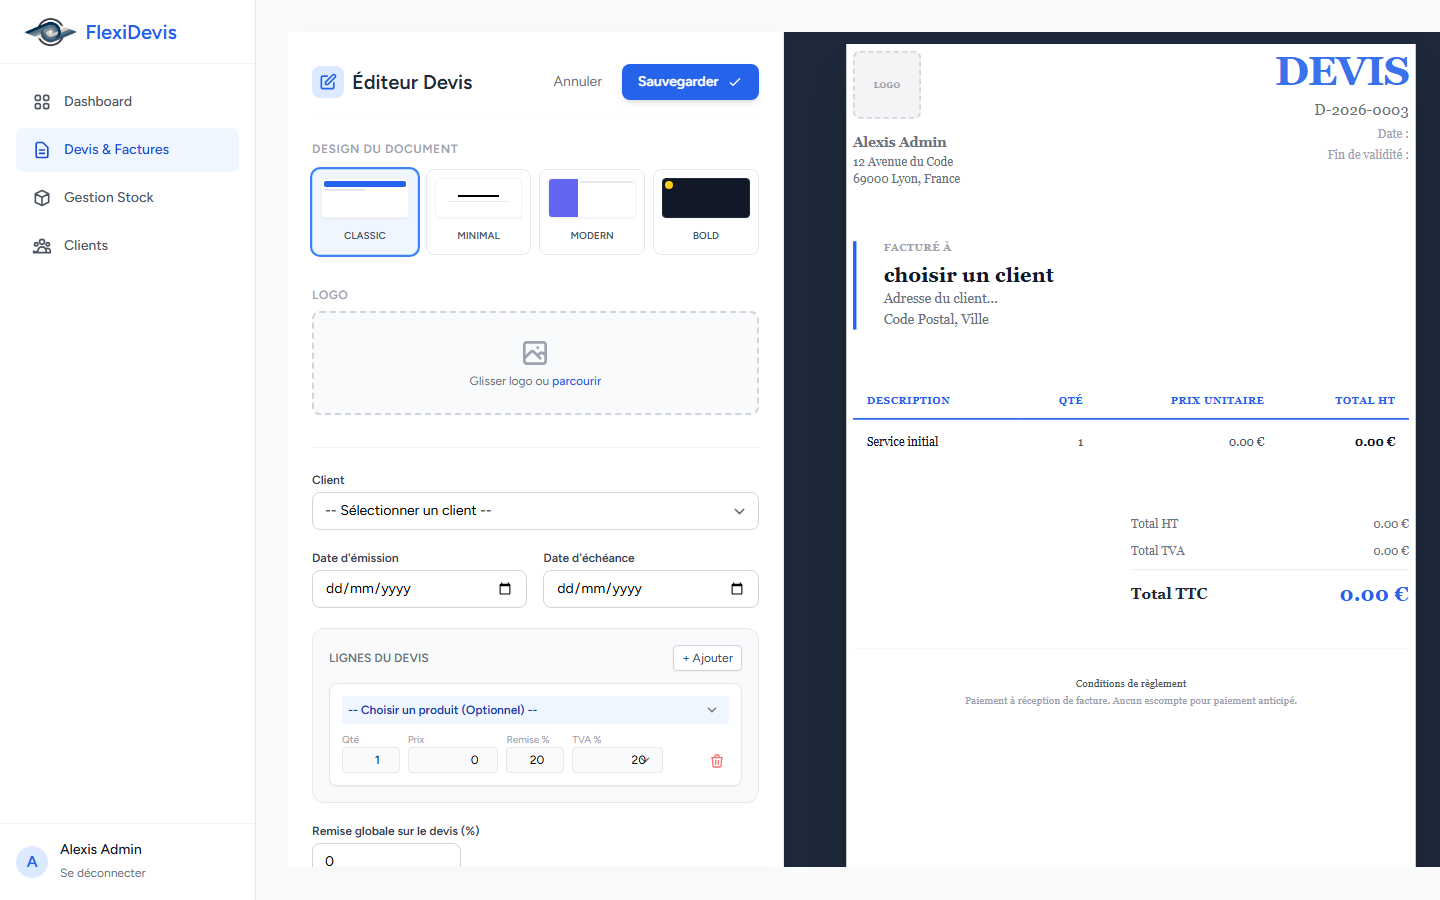 FlexiDevis
Dashboard
Devis & Factures
Gestion Stock
Clients
A
Alexis Admin
Se déconnecter
Éditeur Devis
Annuler
Sauvegarder
DESIGN DU DOCUMENT
CLASSIC
MINIMAL
MODERN
BOLD
LOGO
Glisser logo ou parcourir
Client
-- Sélectionner un client --
Date d'émission
Date d'échéance
dd/mm/yyyy
dd/mm/yyyy
LIGNES DU DEVIS
+ Ajouter
-- Choisir un produit (Optionnel) --
Qté
Prix
Remise %
TVA %
1
0
20
20
Remise globale sur le devis (%)
0
LOGO
DEVIS
D-2026-0003
Date :
Fin de validité :
Alexis Admin
12 Avenue du Code
69000 Lyon, France
FACTURÉ À
choisir un client
Adresse du client...
Code Postal, Ville
DESCRIPTION QTÉ PRIX UNITAIRE TOTAL HT
Service initial 1 0.00 € 0.00 €
Total HT 0.00 €
Total TVA 0.00 €
Total TTC 0.00 €
Conditions de règlement
Paiement à réception de facture. Aucun escompte pour paiement anticipé.